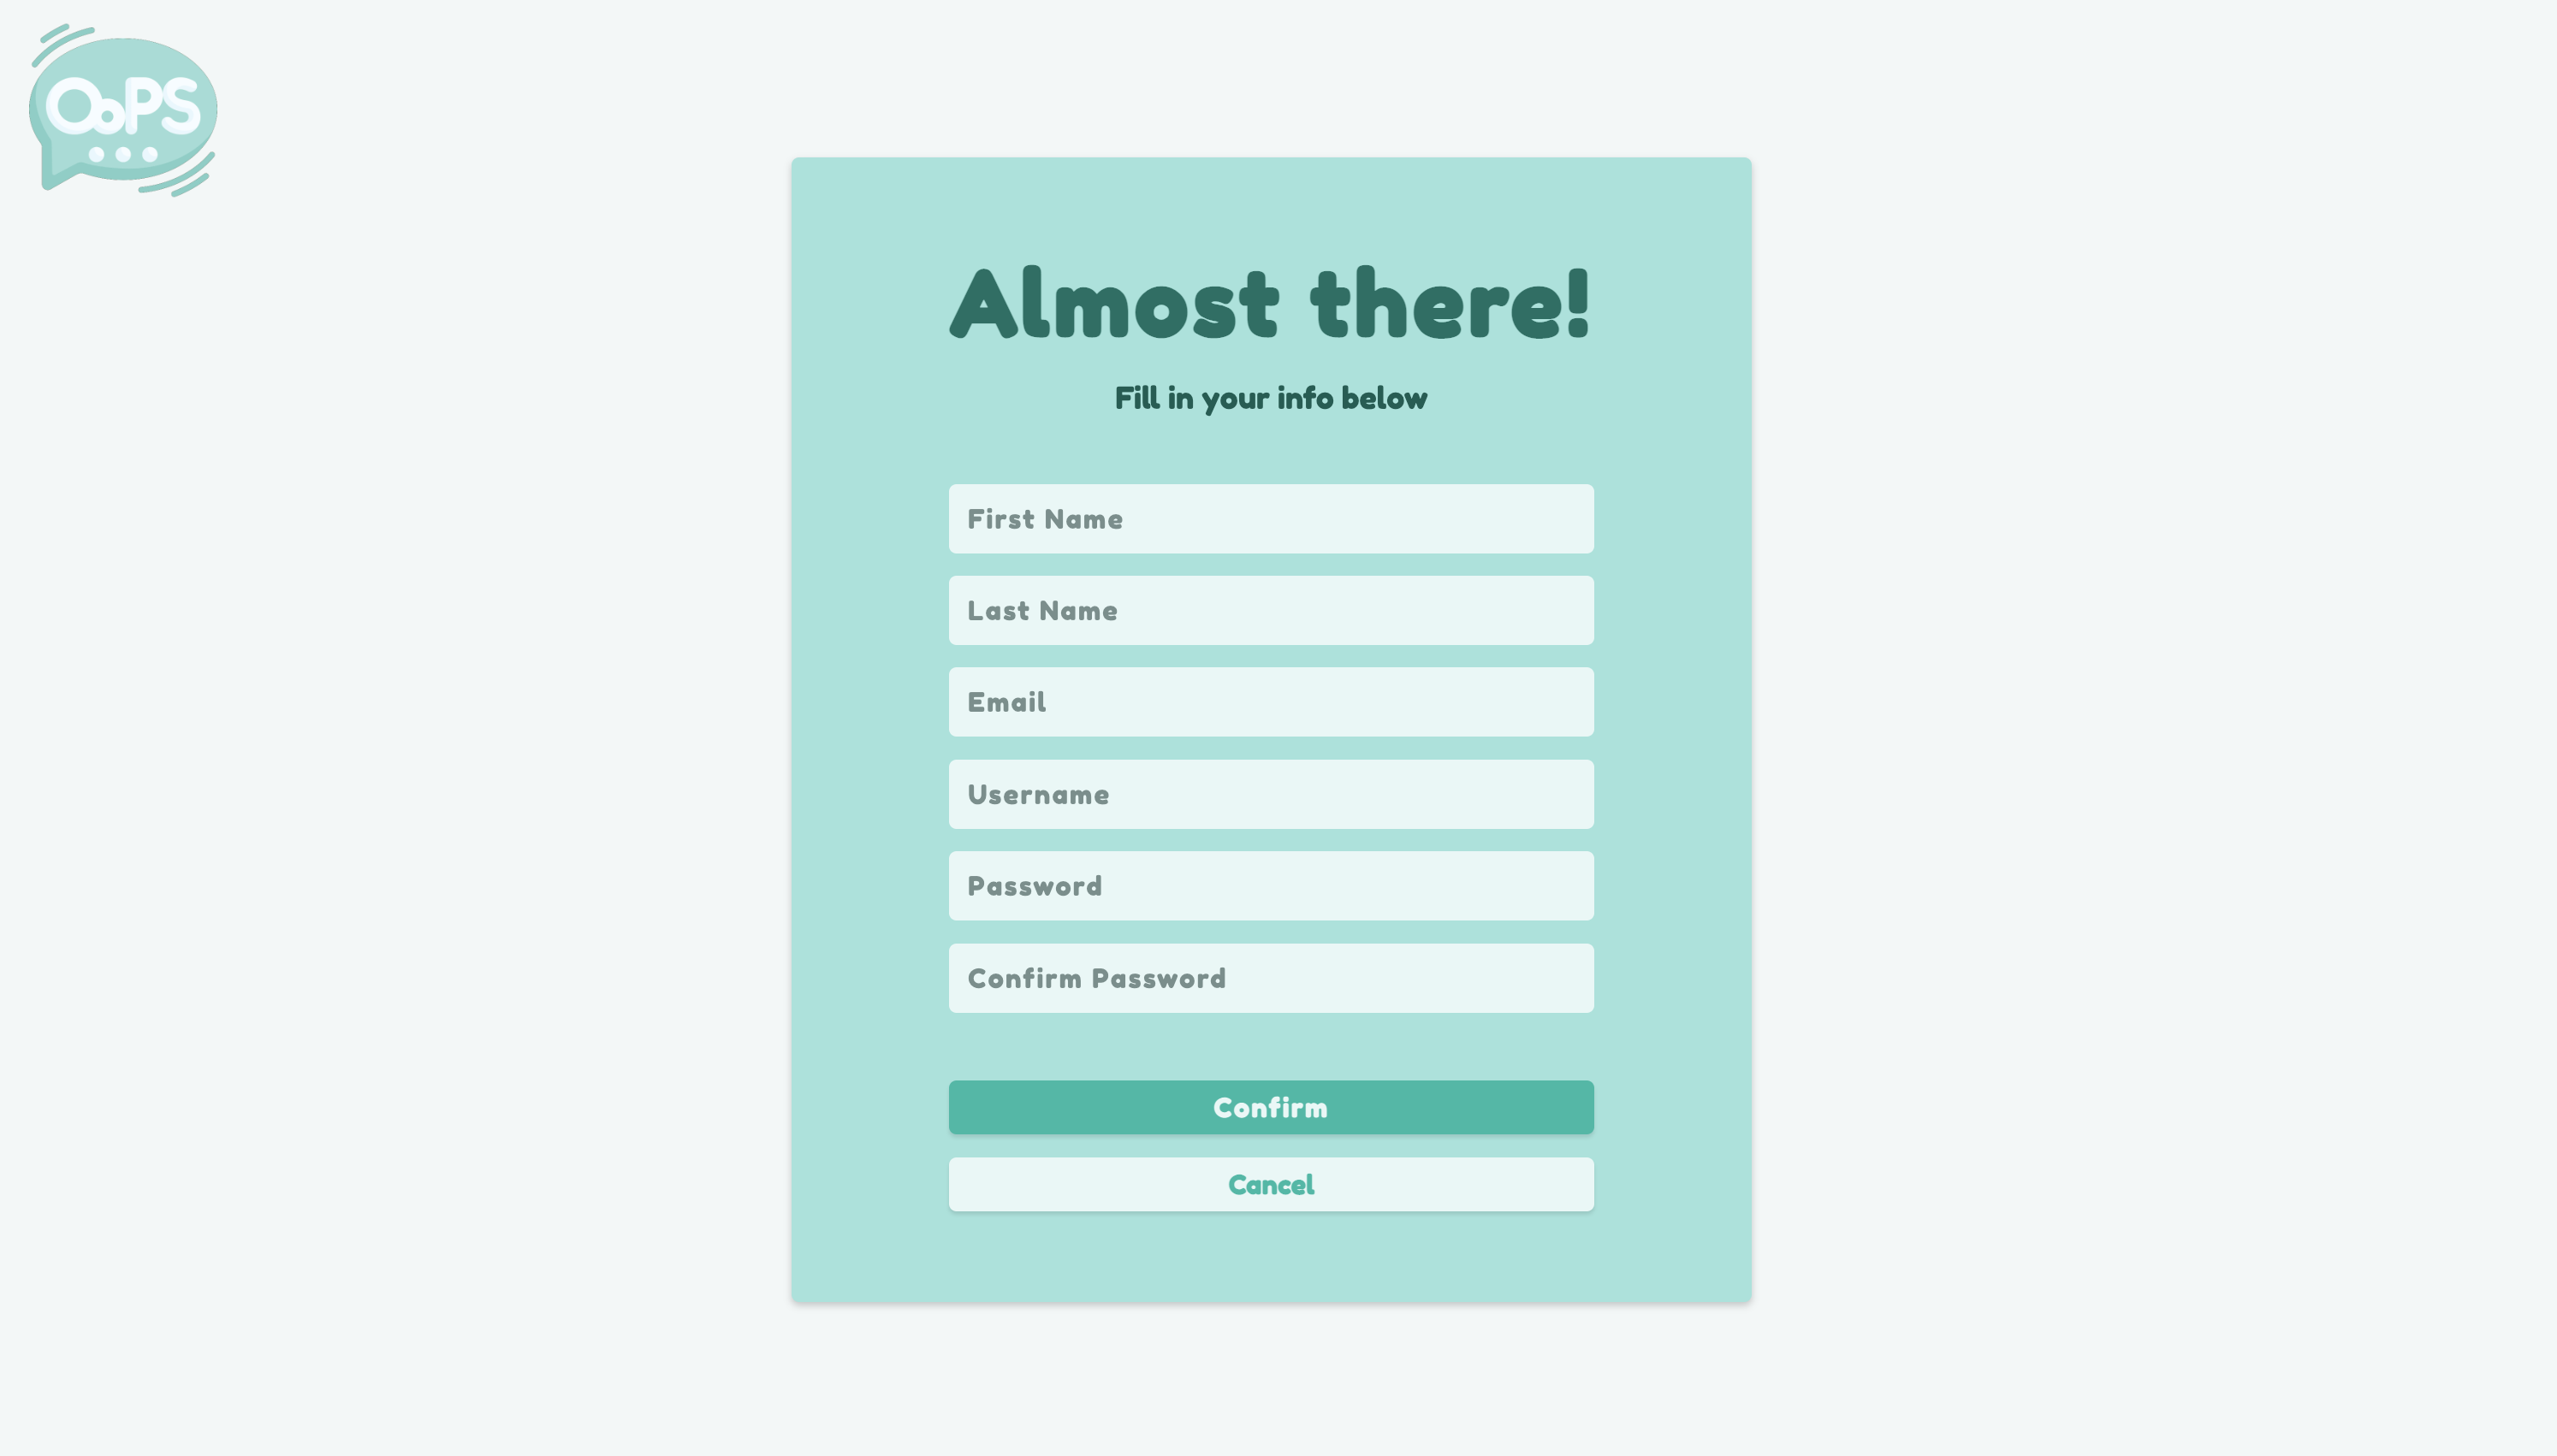 OoPS
Almost there!
Fill in your info below
First Name
Last Name
Email
Username
Password
Confirm Password
Confirm
Cancel